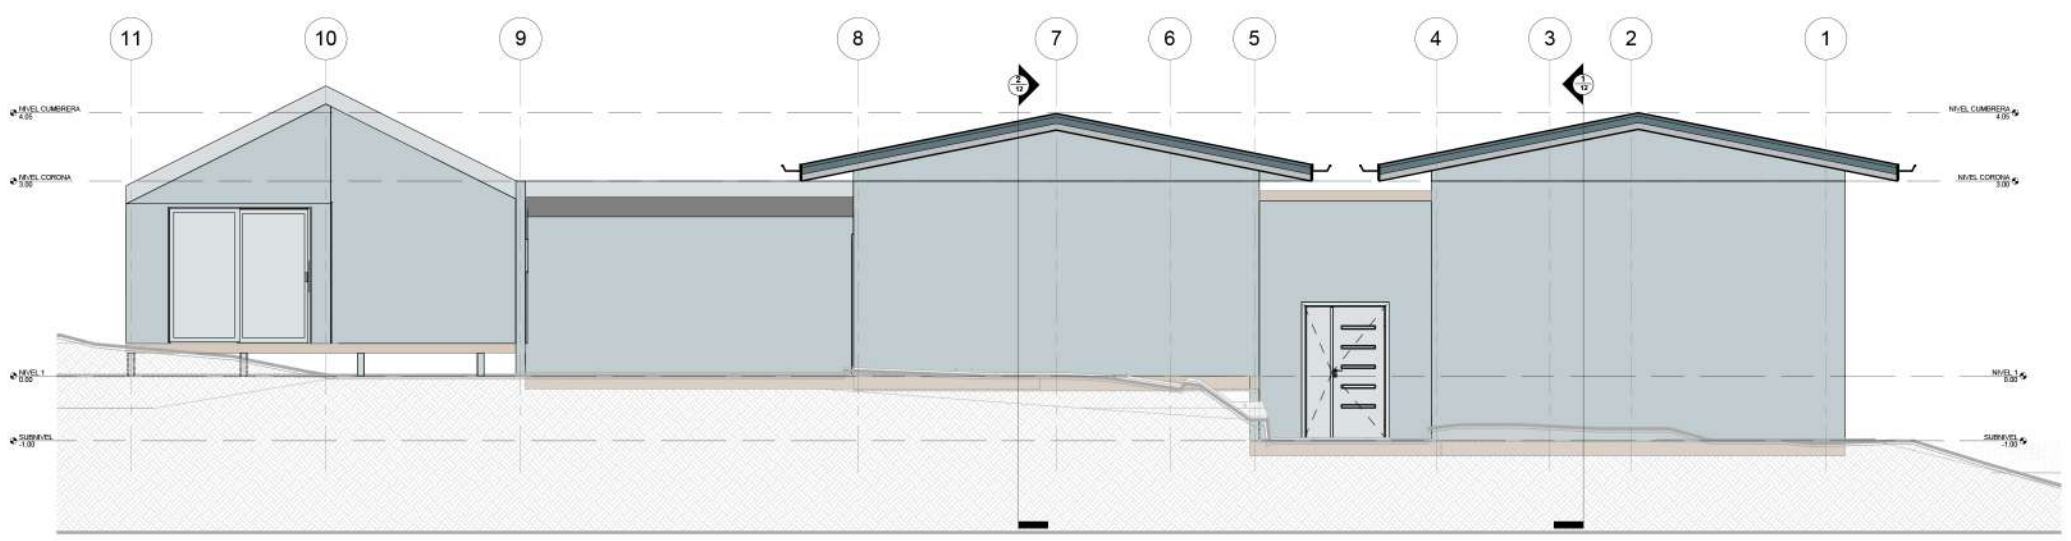 11
10
9
8
7
6
5
4
3
2
1
2
12
1
12
NIVEL CUMBRERA
4.05
NIVEL CUMBRERA
4.05
NIVEL CORONA
3.00
NIVEL CORONA
3.00
NIVEL 1
0.00
NIVEL 1
0.00
SUBNIVEL
-1.00
SUBNIVEL
-1.00